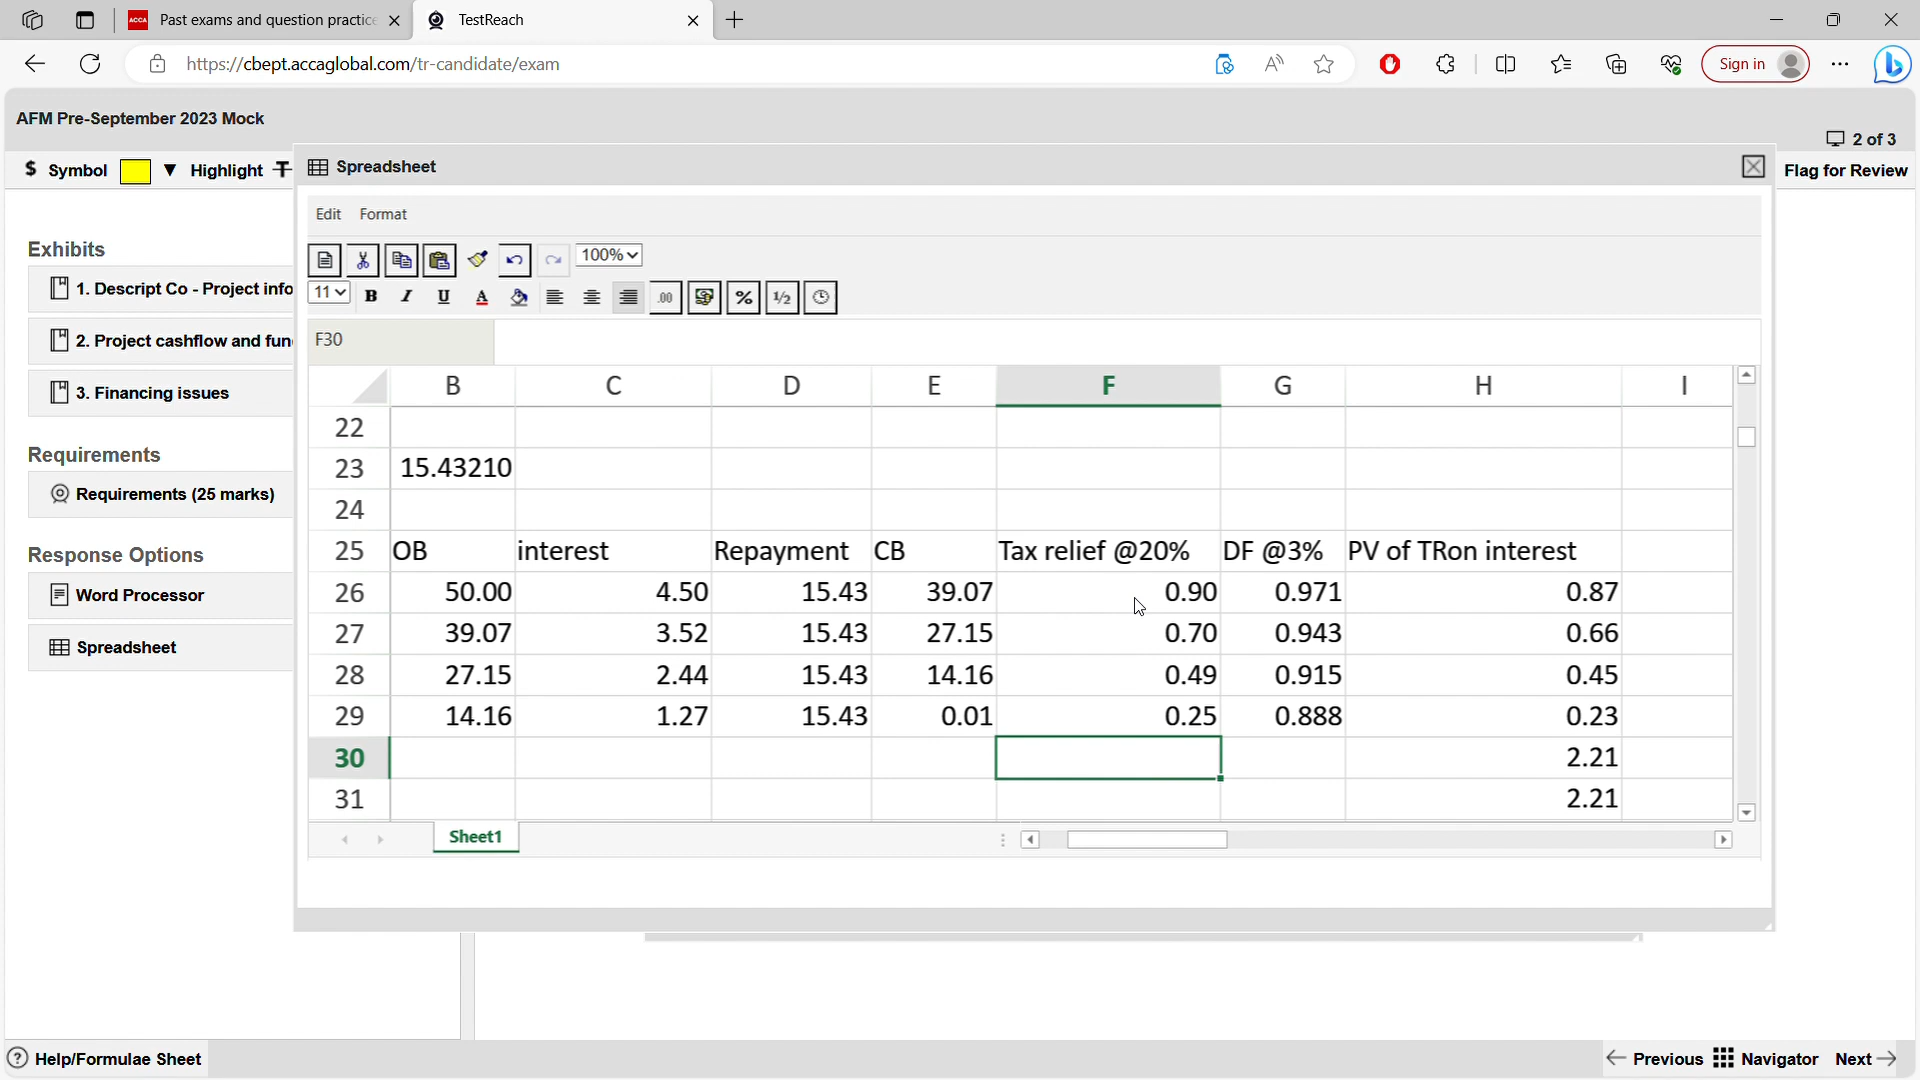 Past exams and question practice
TestReach
https://cbept.accaglobal.com/tr-candidate/exam
Sign in
AFM Pre-September 2023 Mock
2 of 3
$ Symbol
Highlight
Spreadsheet
Flag for Review
Edit Format
100%
11
B I U A .00 % 1/2
F30
Exhibits
1. Descript Co - Project info
2. Project cashflow and fun
3. Financing issues
Requirements
Requirements (25 marks)
Response Options
Word Processor
Spreadsheet
B C D E F G H I
22
23 15.43210
24
25 OB interest Repayment CB Tax relief @20% DF @3% PV of TRon interest
26 50.00 4.50 15.43 39.07 0.90 0.971 0.87
27 39.07 3.52 15.43 27.15 0.70 0.943 0.66
28 27.15 2.44 15.43 14.16 0.49 0.915 0.45
29 14.16 1.27 15.43 0.01 0.25 0.888 0.23
30 2.21
31 2.21
Sheet1
Help/Formulae Sheet
Previous Navigator Next